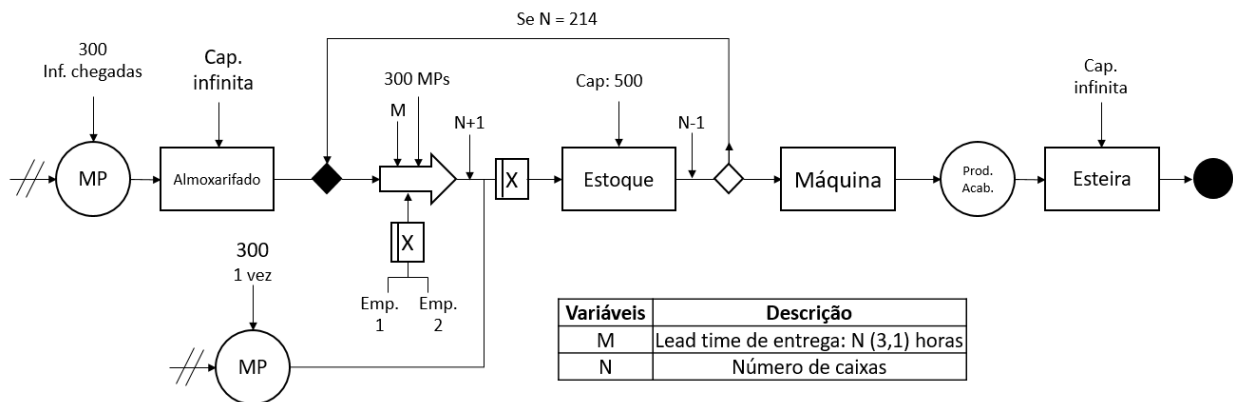 Se N = 214
300
Inf. chegadas
Cap.
infinita
300 MPs
M
N+1
Cap: 500
N-1
Cap.
infinita
MP
Almoxarifado
X
Estoque
Máquina
Prod.
Acab.
Esteira
X
300
1 vez
Emp.
1
Emp.
2
MP
Variáveis Descrição
M Lead time de entrega: N (3,1) horas
N Número de caixas